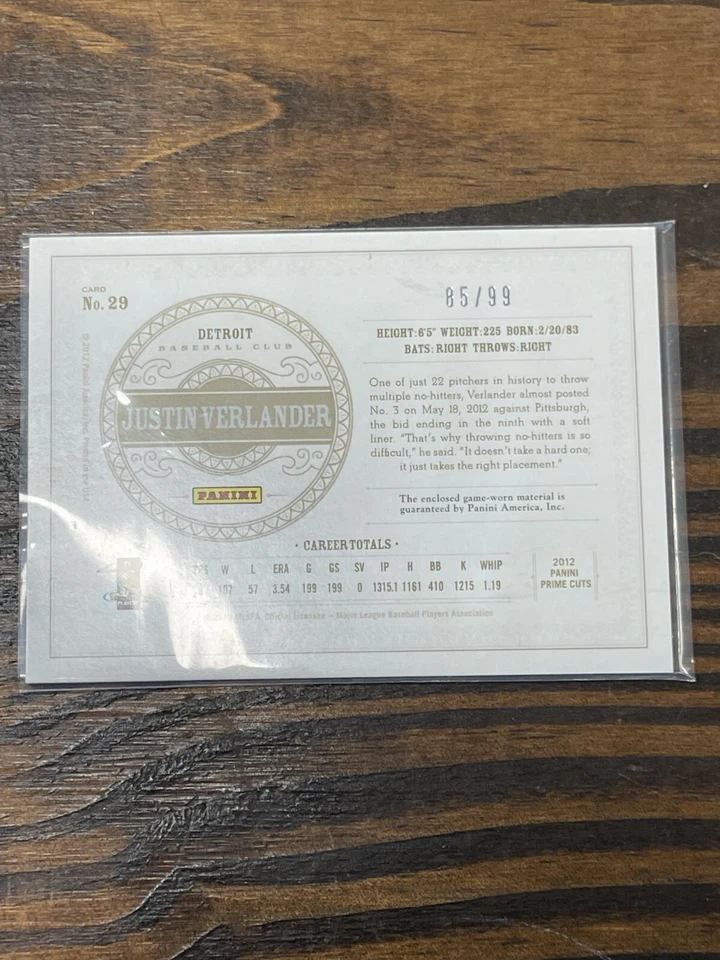 CARD
No. 29
85/99
DETROIT
BASEBALL CLUB
JUSTIN VERLANDER
PANINI
HEIGHT:6'5" WEIGHT:225 BORN:2/20/83
BATS:RIGHT THROWS:RIGHT
One of just 22 pitchers in history to throw
multiple no-hitters, Verlander almost posted
No. 3 on May 18, 2012 against Pittsburgh,
the bid ending in the ninth with a soft
liner. "That's why throwing no-hitters is so
difficult," he said. "It doesn't take a hard one;
it just takes the right placement."
The enclosed game-worn material is
guaranteed by Panini America, Inc.
· CAREER TOTALS ·
W L ERA G GS SV IP H BB K WHIP
107 57 3.54 199 199 0 1315.1 1161 410 1215 1.19
2012
PANINI
PRIME CUTS
Official Licensee – Major League Baseball Players Association
© 2012 Panini